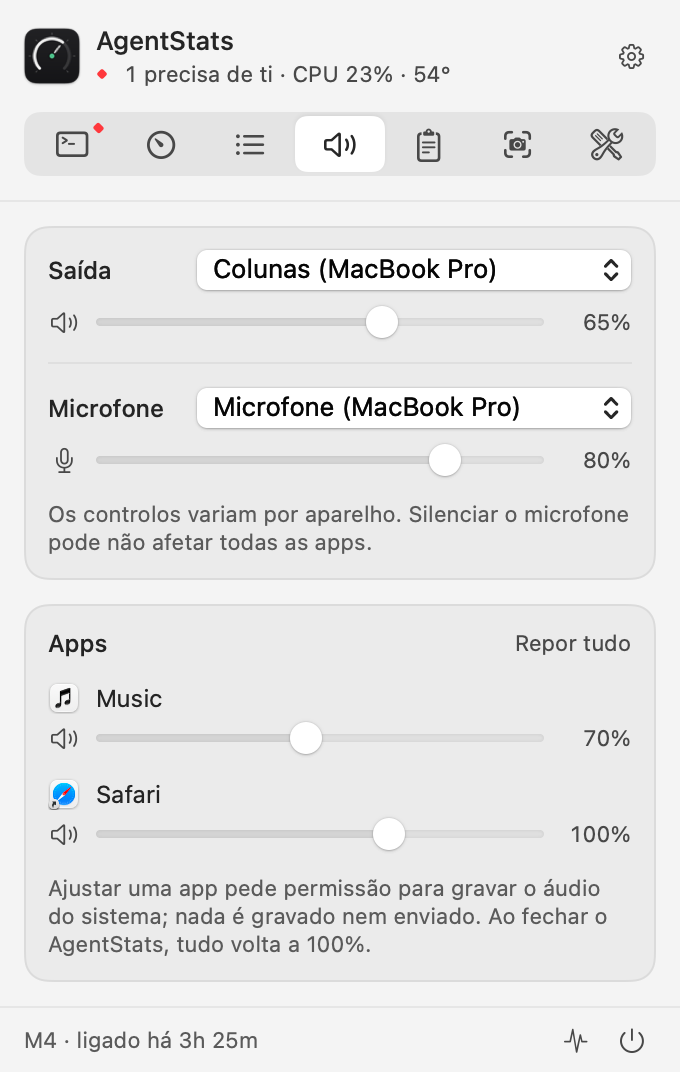 AgentStats
1 precisa de ti · CPU 23% · 54°
Saída
Colunas (MacBook Pro)
65%
Microfone
Microfone (MacBook Pro)
80%
Os controlos variam por aparelho. Silenciar o microfone
pode não afetar todas as apps.
Apps
Repor tudo
Music
70%
Safari
100%
Ajustar uma app pede permissão para gravar o áudio
do sistema; nada é gravado nem enviado. Ao fechar o
AgentStats, tudo volta a 100%.
M4 · ligado há 3h 25m